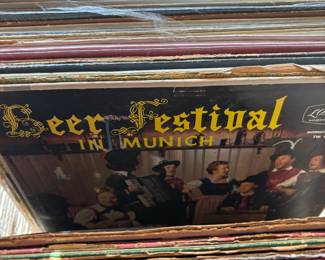 Beer Festival
IN MUNICH